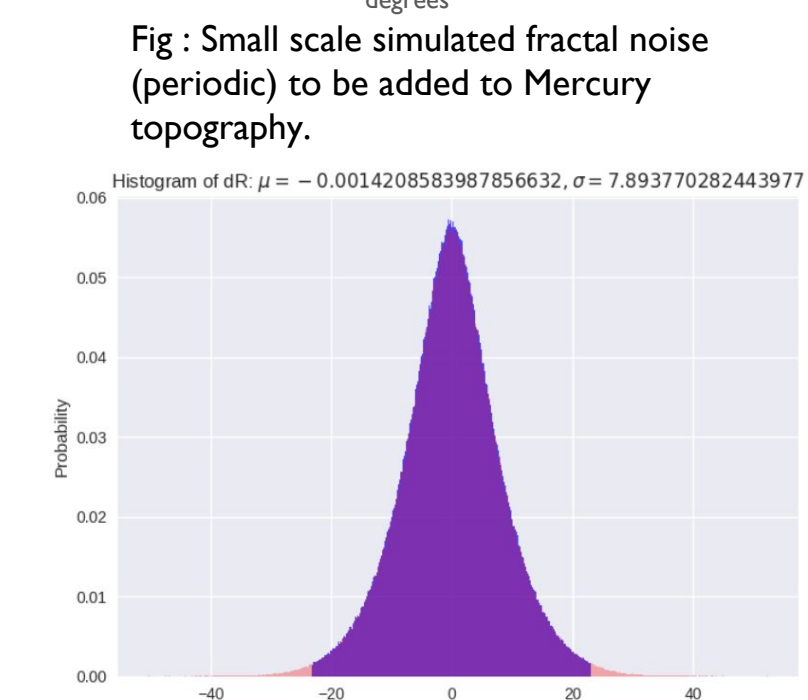 degrees
Fig : Small scale simulated fractal noise
(periodic) to be added to Mercury
topography.
Histogram of dR: μ = − 0.0014208583987856632, σ = 7.893770282443977
0.06
0.05
0.04
0.03
0.02
0.01
0.00
Probability
−40 −20 0 20 40